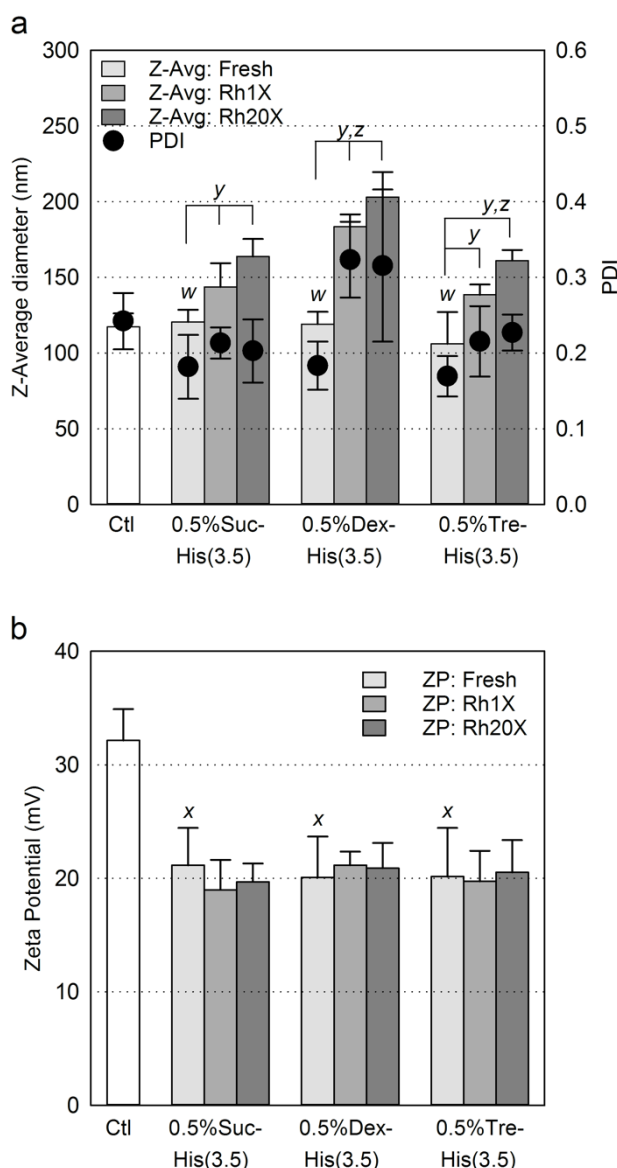 a
300
250
200
150
100
50
0
Z-Average diameter (nm)
Z-Avg: Fresh
Z-Avg: Rh1X
Z-Avg: Rh20X
PDI
w
y
w
y,z
w
y
y,z
0.6
0.5
0.4
0.3
0.2
0.1
0.0
PDI
Ctl
0.5%Suc-
His(3.5)
0.5%Dex-
His(3.5)
0.5%Tre-
His(3.5)
b
40
30
20
10
0
Zeta Potential (mV)
ZP: Fresh
ZP: Rh1X
ZP: Rh20X
x
x
x
Ctl
0.5%Suc-
His(3.5)
0.5%Dex-
His(3.5)
0.5%Tre-
His(3.5)